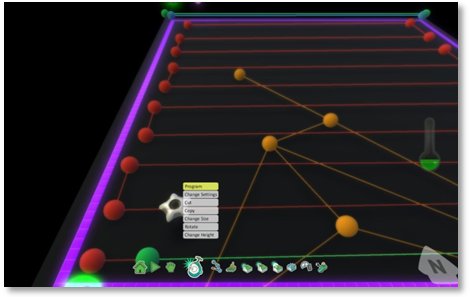 Program
Change Settings
Cut
Copy
Change Size
Rotate
Change Height
N